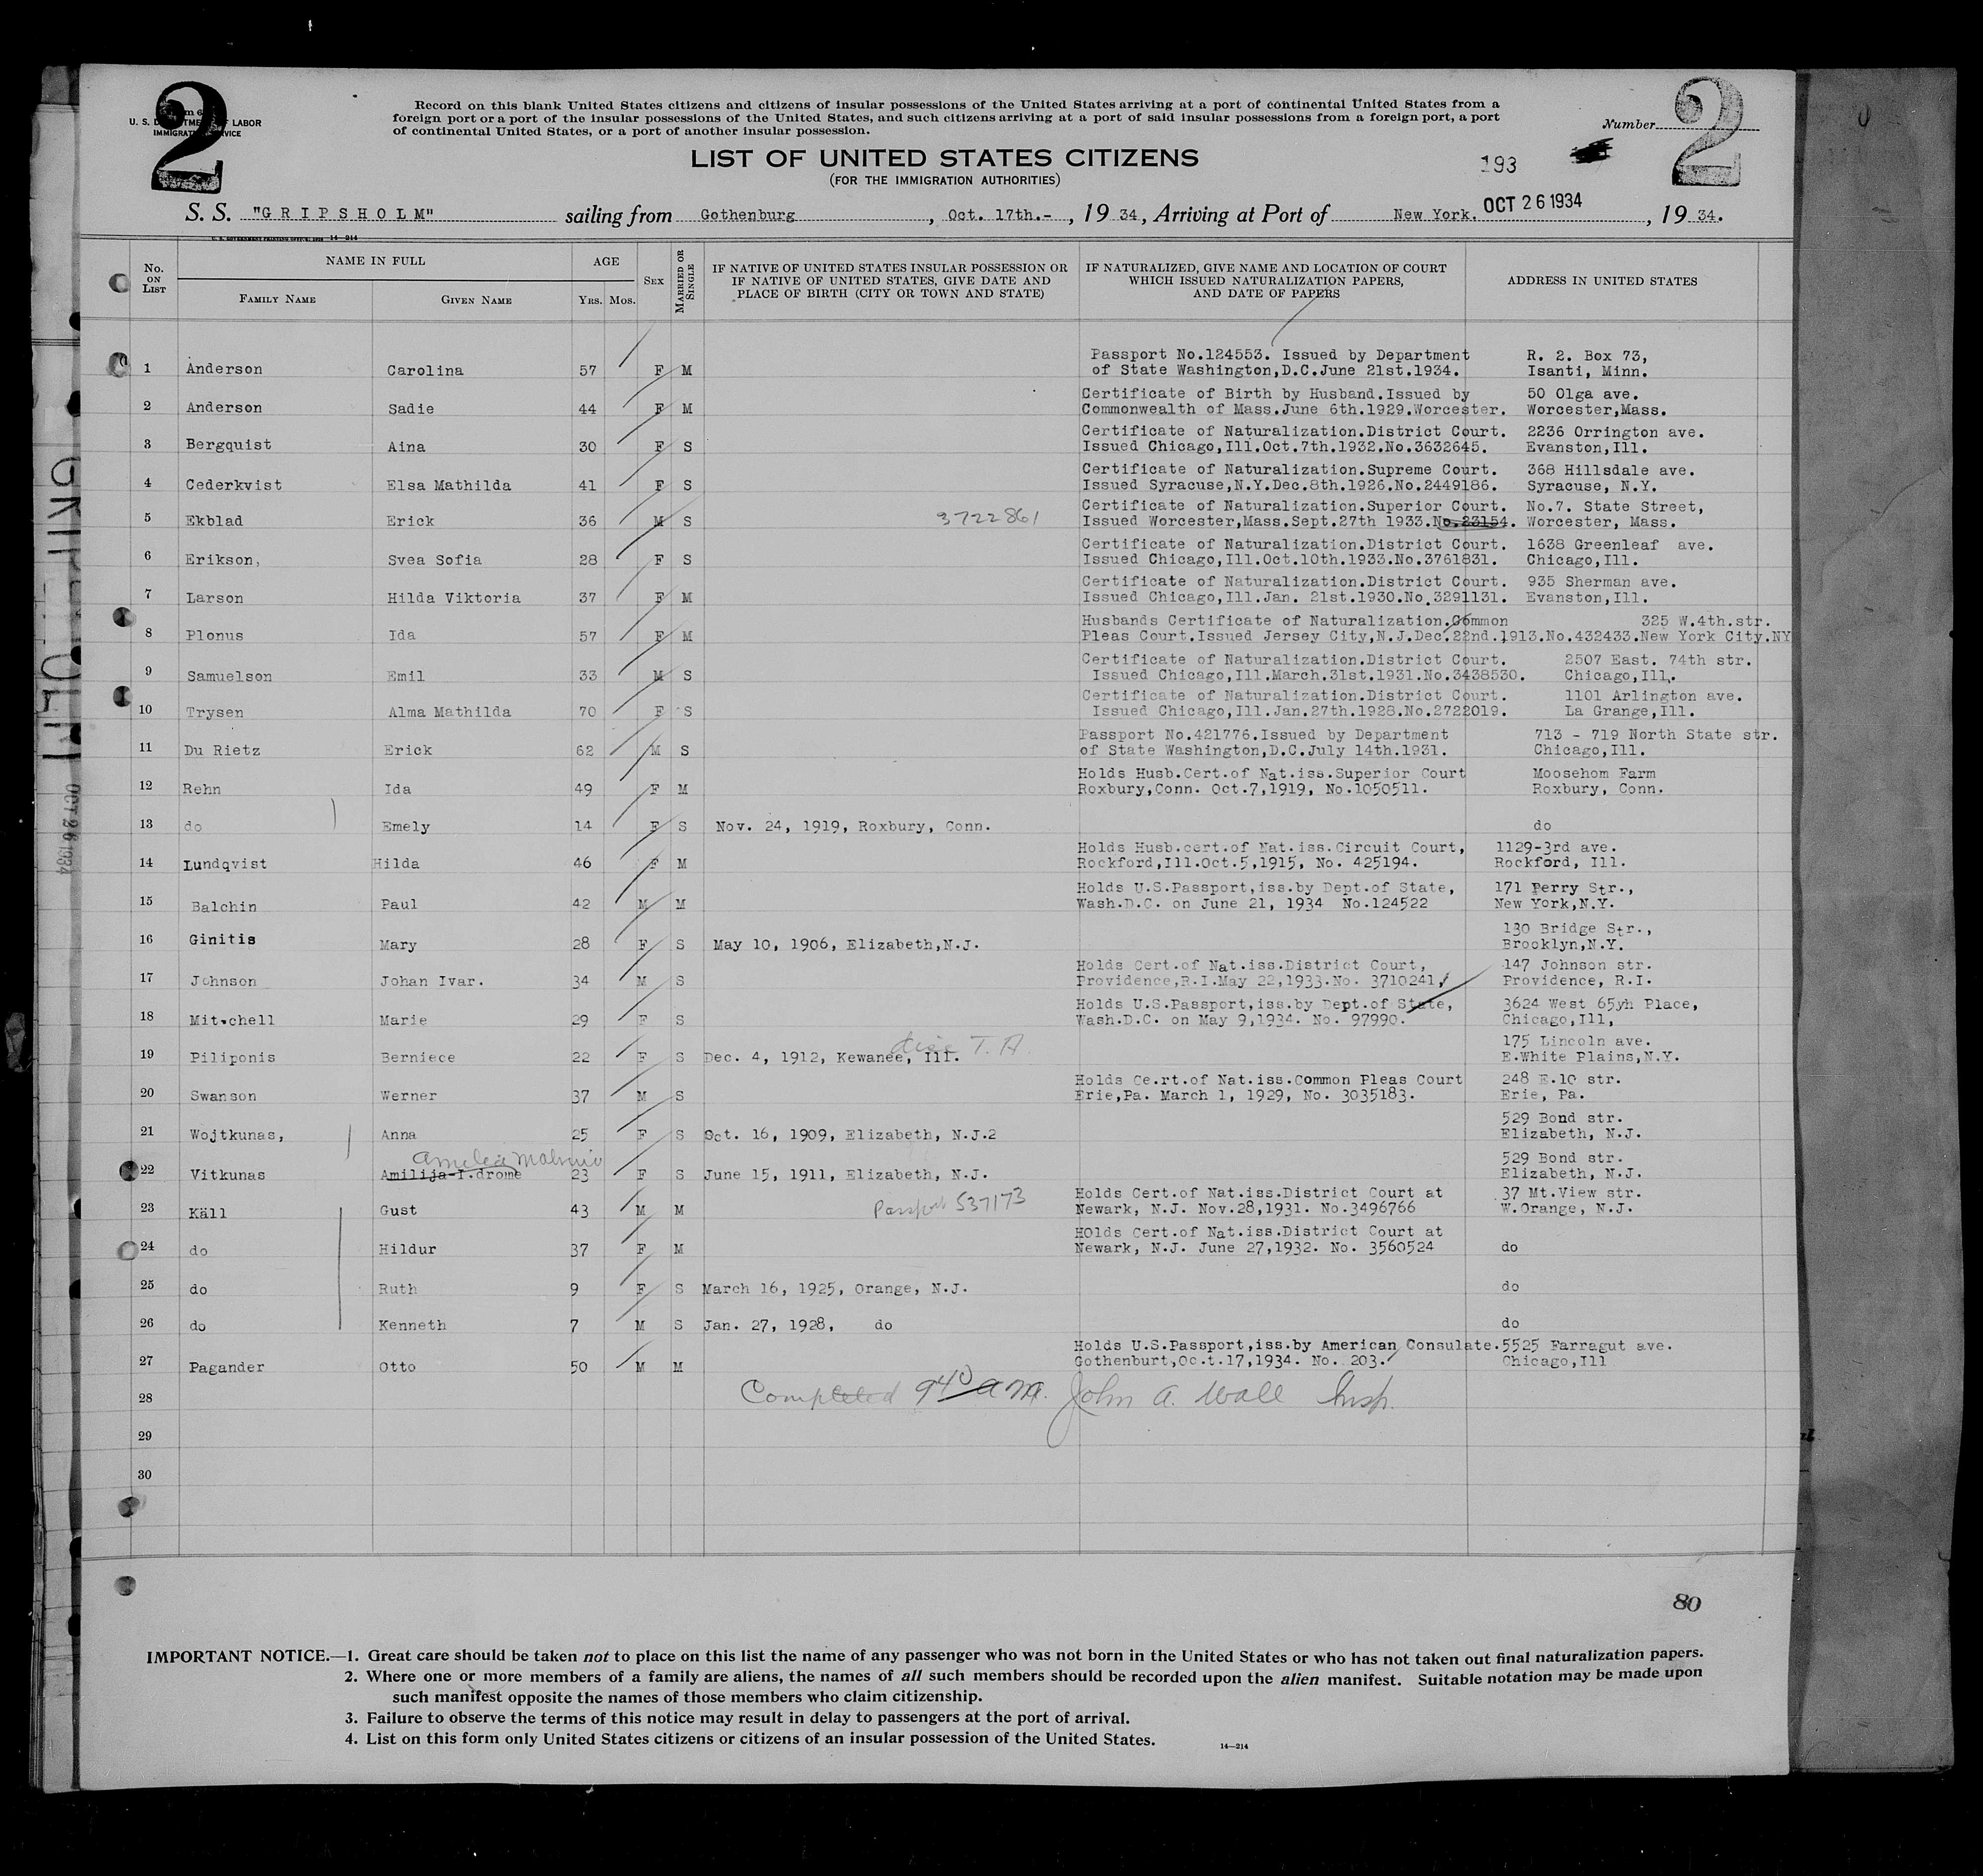 2
U. S. D
LABOR
IMMIGRAT
Record on this blank United States citizens and citizens of insular possessions of the United States arriving at a port of continental United States from a
foreign port or a port of the insular possessions of the United States, and such citizens arriving at a port of said insular possessions from a foreign port, a port
of continental United States, or a port of another insular possession.
Number
2
LIST OF UNITED STATES CITIZENS
193
(FOR THE IMMIGRATION AUTHORITIES)
S. S. "GRIPSHOLM" sailing from Gothenburg, Oct. 17th.-, 19 34, Arriving at Port of New York. OCT 26 1934, 19 34.
U. S. GOVERNMENT PRINTING OFFICE: 1928 14-214
No. ON LIST
NAME IN FULL
FAMILY NAME
GIVEN NAME
AGE
YRS. MOS.
SEX
MARRIED OR SINGLE
IF NATIVE OF UNITED STATES INSULAR POSSESSION OR
IF NATIVE OF UNITED STATES, GIVE DATE AND
PLACE OF BIRTH (CITY OR TOWN AND STATE)
IF NATURALIZED, GIVE NAME AND LOCATION OF COURT
WHICH ISSUED NATURALIZATION PAPERS,
AND DATE OF PAPERS
ADDRESS IN UNITED STATES
Passport No.124553. Issued by Department R. 2. Box 73,
1 Anderson Carolina 57 F M of State Washington,D.C.June 21st.1934. Isanti, Minn.
Certificate of Birth by Husband.Issued by 50 Olga ave.
2 Anderson Sadie 44 F M Commonwealth of Mass.June 6th.1929.Worcester. Worcester,Mass.
Certificate of Naturalization.District Court. 2236 Orrington ave.
3 Bergquist Aina 30 F S Issued Chicago,Ill.Oct.7th.1932.No.3632645. Evanston,Ill.
Certificate of Naturalization.Supreme Court. 368 Hillsdale ave.
4 Cederkvist Elsa Mathilda 41 F S Issued Syracuse,N.Y.Dec.8th.1926.No.2449186. Syracuse, N.Y.
Certificate of Naturalization.Superior Court. No.7. State Street,
5 Ekblad Erick 36 M S 3722861 Issued Worcester,Mass.Sept.27th 1933.No.23154. Worcester, Mass.
Certificate of Naturalization.District Court. 1638 Greenleaf ave.
6 Erikson, Svea Sofia 28 F S Issued Chicago,Ill.Oct.10th.1933.No.3761831. Chicago,Ill.
Certificate of Naturalization.District Court. 935 Sherman ave.
7 Larson Hilda Viktoria 37 F M Issued Chicago,Ill.Jan. 21st.1930.No.3291131. Evanston,Ill.
Husbands Certificate of Naturalization.Common 325 W.4th.str.
8 Plonus Ida 57 F M Pleas Court.Issued Jersey City,N.J.Dec.22nd.1913.No.432433.New York City.NY
Certificate of Naturalization.District Court. 2507 East. 74th str.
9 Samuelson Emil 33 M S Issued Chicago,Ill.March.31st.1931.No.3438530. Chicago,Ill.
Certificate of Naturalization.District Court. 1101 Arlington ave.
10 Trysen Alma Mathilda 70 F S Issued Chicago,Ill.Jan.27th.1928.No.2722019. La Grange,Ill.
Passport No.421776.Issued by Department 713 - 719 North State str.
11 Du Rietz Erick 62 M S of State Washington,D.C.July 14th.1931. Chicago,Ill.
Holds Husb.Cert.of Nat.iss.Superior Court Moosehom Farm
12 Rehn Ida 49 F M Roxbury,Conn. Oct.7,1919, No.1050511. Roxbury, Conn.
13 do Emely 14 F S Nov. 24, 1919, Roxbury, Conn. do
Holds Husb.cert.of Nat.iss.Circuit Court, 1129-3rd ave.
14 Lundqvist Hilda 46 F M Rockford,Ill.Oct.5,1915, No. 425194. Rockford, Ill.
Holds U.S.Passport,iss.by Dept.of State, 171 Perry Str.,
15 Balchin Paul 42 M M Wash.D.C. on June 21, 1934 No.124522 New York,N.Y.
130 Bridge Str.,
16 Ginitis Mary 28 F S May 10, 1906, Elizabeth,N.J. Brooklyn,N.Y.
Holds Cert.of Nat.iss.District Court, 147 Johnson str.
17 Johnson Johan Ivar. 34 M S Providence,R.I.May 22,1933.No. 3710241, Providence, R.I.
Holds U.S.Passport,iss.by Dept.of State, 3624 West 65yh Place,
18 Mitchell Marie 29 F S Wash.D.C. on May 9,1934. No. 97990. Chicago,Ill,
T. A. 175 Lincoln ave.
19 Piliponis Berniece 22 F S Dec. 4, 1912, Kewanee, Ill. E.White Plains,N.Y.
Holds Ce.rt.of Nat.iss.Common Pleas Court 248 E.10 str.
20 Swanson Werner 37 M S Erie,Pa. March 1, 1929, No. 3035183. Erie, Pa.
529 Bond str.
21 Wojtkunas, Anna 25 F S Oct. 16, 1909, Elizabeth, N.J.2 Elizabeth, N.J.
Amelia 529 Bond str.
22 Vitkunas Amilija-I.drome 23 F S June 15, 1911, Elizabeth, N.J. Elizabeth, N.J.
Passport 537173 Holds Cert.of Nat.iss.District Court at 37 Mt.View str.
23 Käll Gust 43 M M Newark, N.J. Nov.28,1931. No.3496766 W.Orange, N.J.
HOlds Cert.of Nat.iss.District Court at
24 do Hildur 37 F M Newark, N.J. June 27,1932. No. 3560524 do
25 do Ruth 9 F S March 16, 1925, Orange, N.J. do
26 do Kenneth 7 M S Jan. 27, 1928, do do
Holds U.S.Passport,iss.by American Consulate.5525 Farragut ave.
27 Pagander Otto 50 M M Gothenburt,Oc.t.17,1934. No. 203. Chicago,Ill
28 Completed 940 am. John A. Wall Insp.
29
30
80
IMPORTANT NOTICE.—1. Great care should be taken not to place on this list the name of any passenger who was not born in the United States or who has not taken out final naturalization papers.
2. Where one or more members of a family are aliens, the names of all such members should be recorded upon the alien manifest. Suitable notation may be made upon
such manifest opposite the names of those members who claim citizenship.
3. Failure to observe the terms of this notice may result in delay to passengers at the port of arrival.
4. List on this form only United States citizens or citizens of an insular possession of the United States.
14—214
GRIPSHOLM
OCT 26 1934